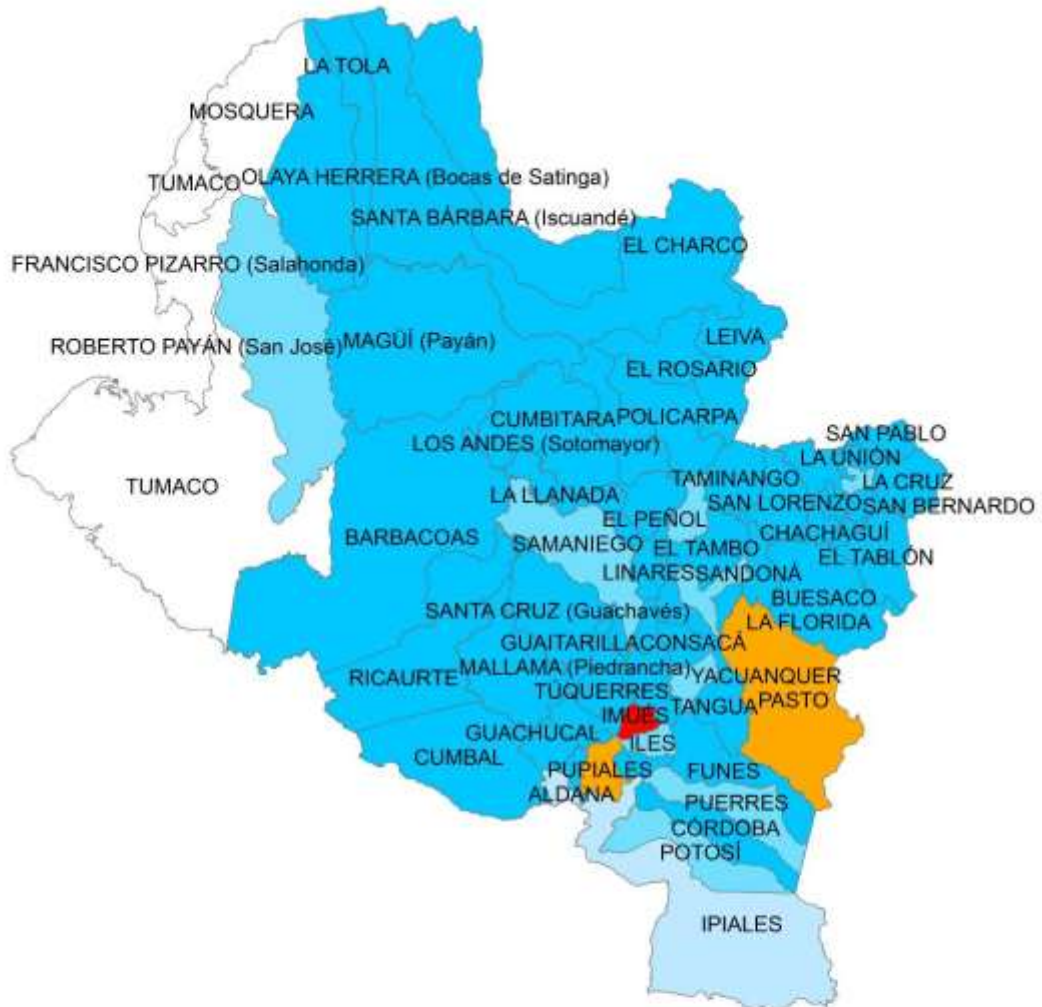 LA TOLA
MOSQUERA
TUMACO
OLAYA HERRERA (Bocas de Satinga)
SANTA BÁRBARA (Iscuandé)
EL CHARCO
FRANCISCO PIZARRO (Salahonda)
ROBERTO PAYÁN (San José)
MAGÜÍ (Payán)
LEIVA
EL ROSARIO
CUMBITARA
POLICARPA
LOS ANDES (Sotomayor)
SAN PABLO
LA UNIÓN
TUMACO
TAMINANGO
LA CRUZ
LA LLANADA
SAN LORENZO
SAN BERNARDO
EL PEÑOL
CHACHAGUÍ
BARBACOAS
SAMANIEGO
EL TAMBO
EL TABLÓN
LINARES
SANDONÁ
BUESACO
SANTA CRUZ (Guachavés)
LA FLORIDA
GUAITARILLA
CONSACÁ
MALLAMA (Piedrancha)
YACUANQUER
RICAURTE
TÚQUERRES
TANGUA
PASTO
IMUÉS
GUACHUCAL
ILES
CUMBAL
PUPIALES
FUNES
ALDANA
PUERRES
CÓRDOBA
POTOSÍ
IPIALES